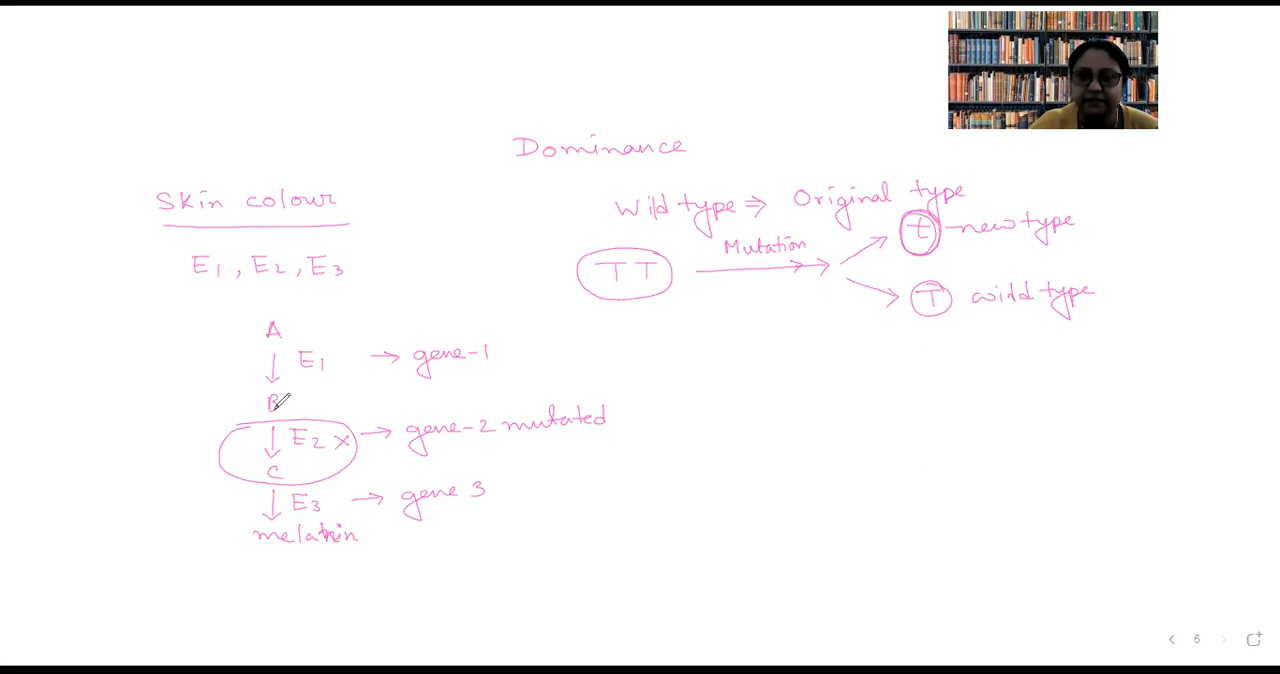 Dominance
Skin colour
Wild type ⇒ Original type
E1, E2, E3
TT
Mutation
t - new type
T wild type
A
↓ E1 → gene-1
B
↓ E2 x → gene-2 mutated
C
↓ E3 → gene 3
melanin
< 6 >